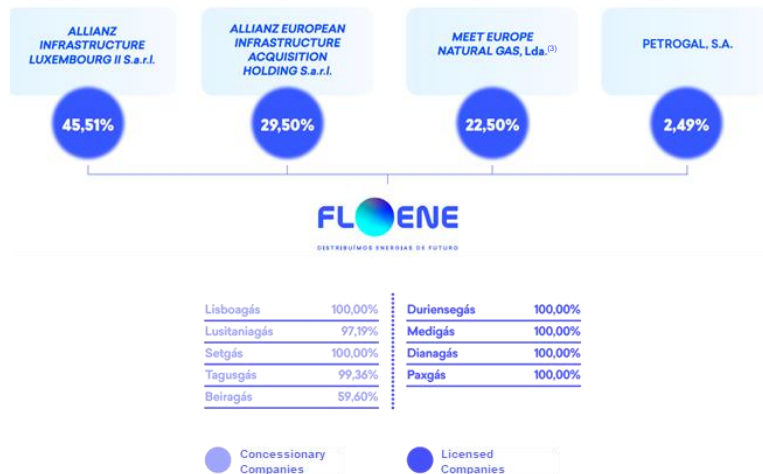 ALLIANZ
INFRASTRUCTURE
LUXEMBOURG II S.a.r.l.
ALLIANZ EUROPEAN
INFRASTRUCTURE
ACQUISITION
HOLDING S.a.r.l.
MEET EUROPE
NATURAL GAS, Lda.(3)
PETROGAL, S.A.
45,51%
29,50%
22,50%
2,49%
FLOENE
DISTRIBUÍMOS ENERGIAS DE FUTURO
Lisboagás 100,00%
Lusitaniagás 97,19%
Setgás 100,00%
Tagusgás 99,36%
Beiragás 59,60%
Duriensegás 100,00%
Medigás 100,00%
Dianagás 100,00%
Paxgás 100,00%
Concessionary
Companies
Licensed
Companies